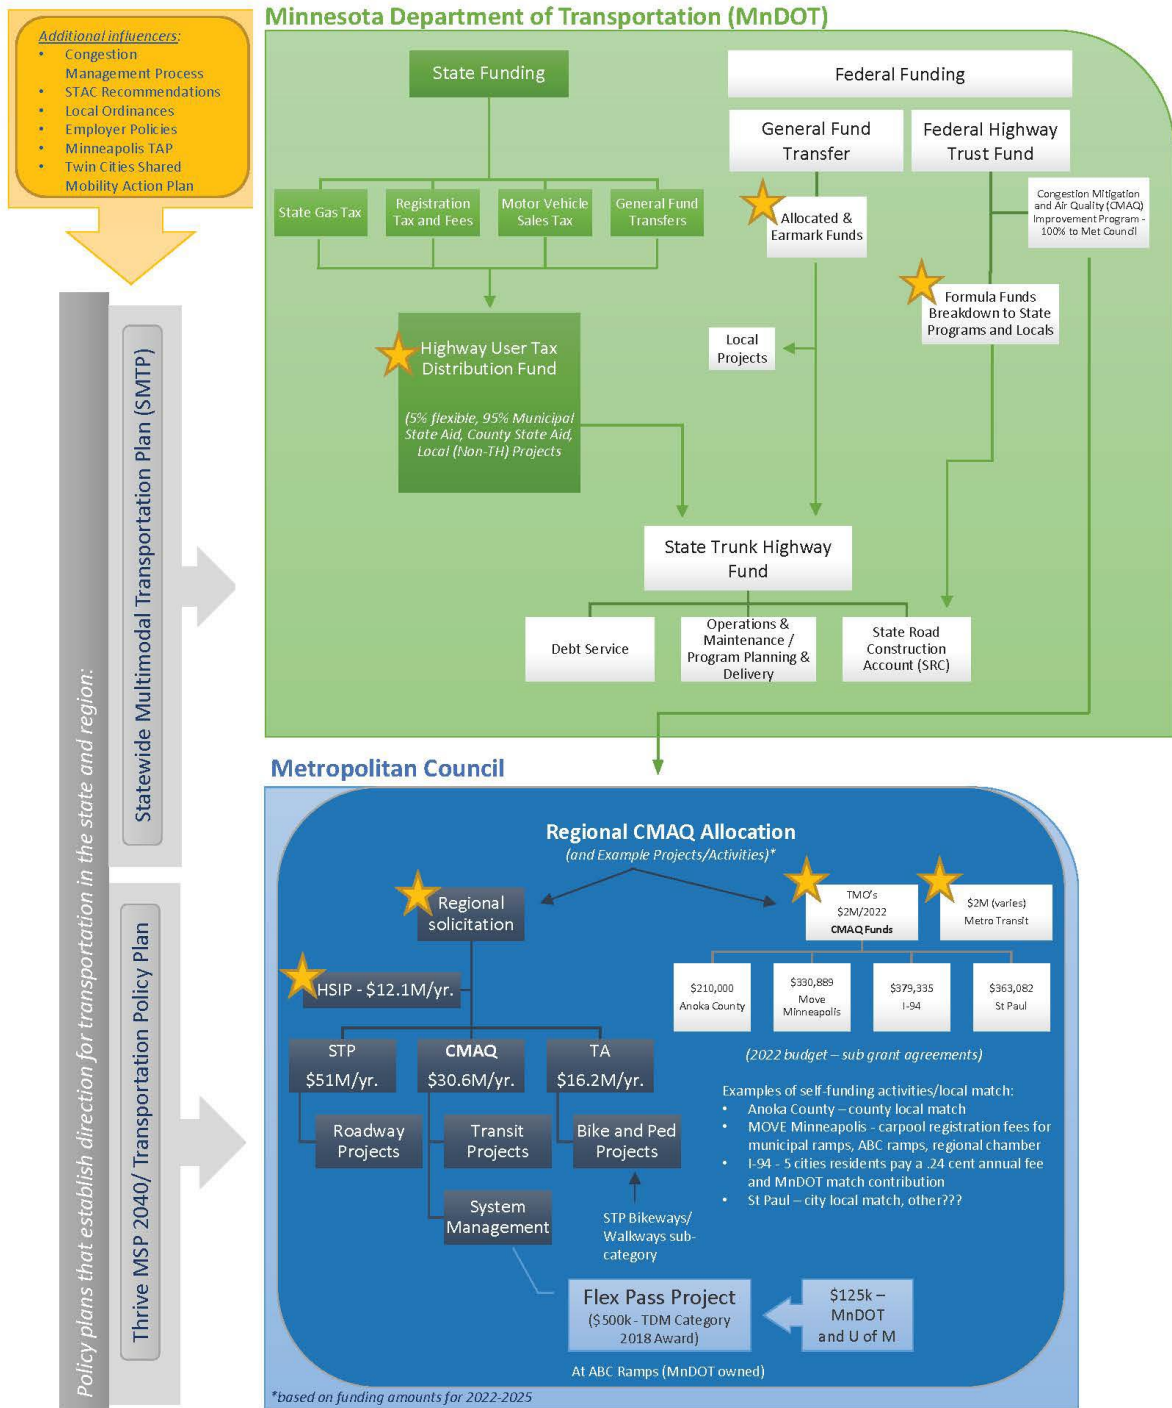 Additional influencers:
• Congestion
Management Process
• STAC Recommendations
• Local Ordinances
• Employer Policies
• Minneapolis TAP
• Twin Cities Shared
Mobility Action Plan
Policy plans that establish direction for transportation in the state and region:
Statewide Multimodal Transportation Plan (SMTP)
Thrive MSP 2040/ Transportation Policy Plan
Minnesota Department of Transportation (MnDOT)
State Funding
Federal Funding
General Fund
Transfer
Federal Highway
Trust Fund
State Gas Tax
Registration
Tax and Fees
Motor Vehicle
Sales Tax
General Fund
Transfers
Allocated &
Earmark Funds
Congestion Mitigation
and Air Quality (CMAQ)
Improvement Program -
100% to Met Council
Formula Funds
Breakdown to State
Programs and Locals
Local
Projects
Highway User Tax
Distribution Fund
(5% flexible, 95% Municipal
State Aid, County State Aid,
Local (Non-TH) Projects
State Trunk Highway
Fund
Debt Service
Operations &
Maintenance /
Program Planning &
Delivery
State Road
Construction
Account (SRC)
Metropolitan Council
Regional CMAQ Allocation
(and Example Projects/Activities)*
Regional
solicitation
TMO's
$2M/2022
CMAQ Funds
$2M (varies)
Metro Transit
HSIP - $12.1M/yr.
$210,000
Anoka County
$330,889
Move
Minneapolis
$379,335
I-94
$363,082
St Paul
STP
$51M/yr.
CMAQ
$30.6M/yr.
TA
$16.2M/yr.
(2022 budget – sub grant agreements)
Roadway
Projects
Transit
Projects
Bike and Ped
Projects
System
Management
STP Bikeways/
Walkways sub-
category
Examples of self-funding activities/local match:
• Anoka County – county local match
• MOVE Minneapolis - carpool registration fees for
municipal ramps, ABC ramps, regional chamber
• I-94 - 5 cities residents pay a .24 cent annual fee
and MnDOT match contribution
• St Paul – city local match, other???
Flex Pass Project
($500k - TDM Category
2018 Award)
$125k –
MnDOT
and U of M
At ABC Ramps (MnDOT owned)
*based on funding amounts for 2022-2025